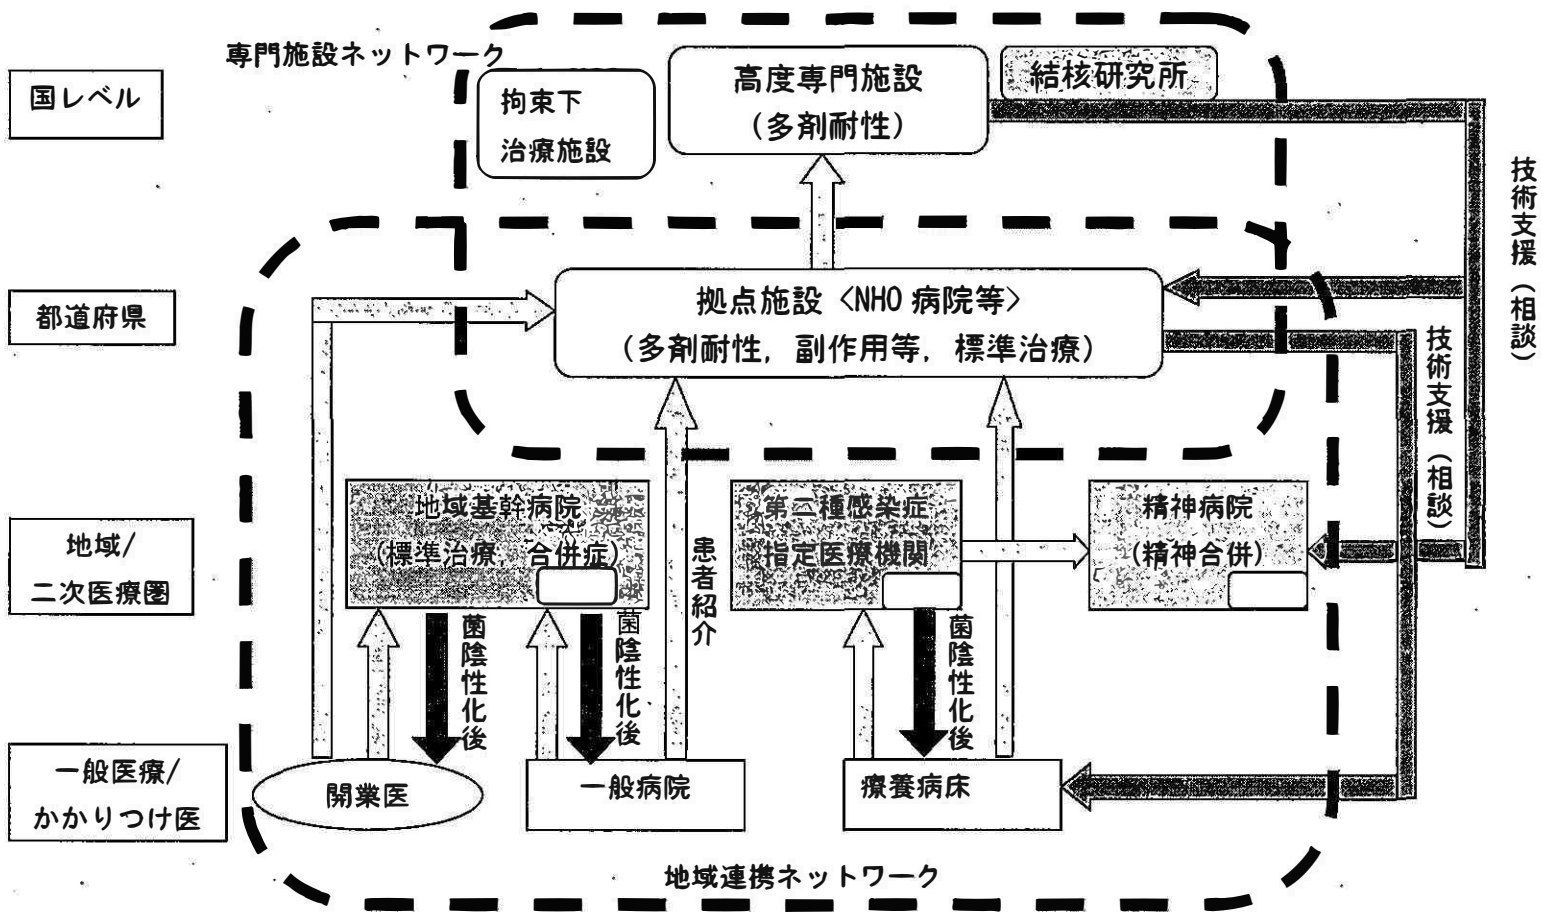 専門施設ネットワーク
国レベル
拘束下
治療施設
高度専門施設
（多剤耐性）
結核研究所
技術支援（相談）
都道府県
拠点施設〈NHO 病院等〉
（多剤耐性，副作用等，標準治療）
技術支援（相談）
地域/
二次医療圏
地域基幹病院
（標準治療，合併症）
患者紹介
第二種感染症
指定医療機関
精神病院
（精神合併）
菌陰性化後
菌陰性化後
菌陰性化後
一般医療/
かかりつけ医
開業医
一般病院
療養病床
地域連携ネットワーク